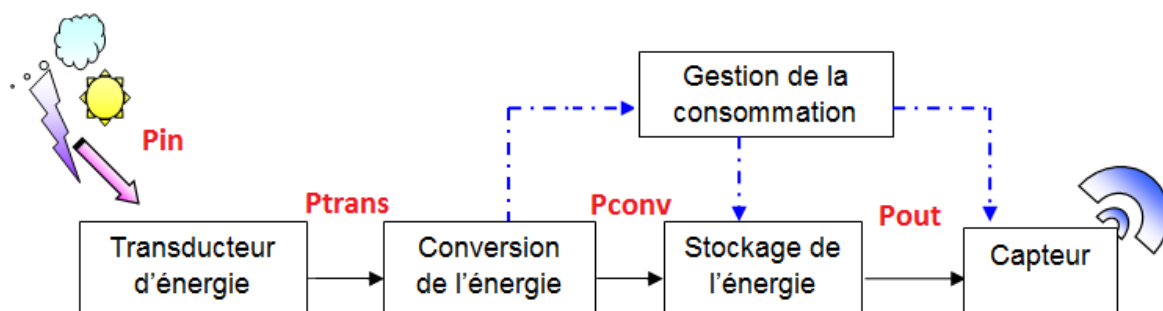 Gestion de la
consommation
Pin
Ptrans
Pconv
Pout
Transducteur
d'énergie
Conversion
de l'énergie
Stockage de
l'énergie
Capteur